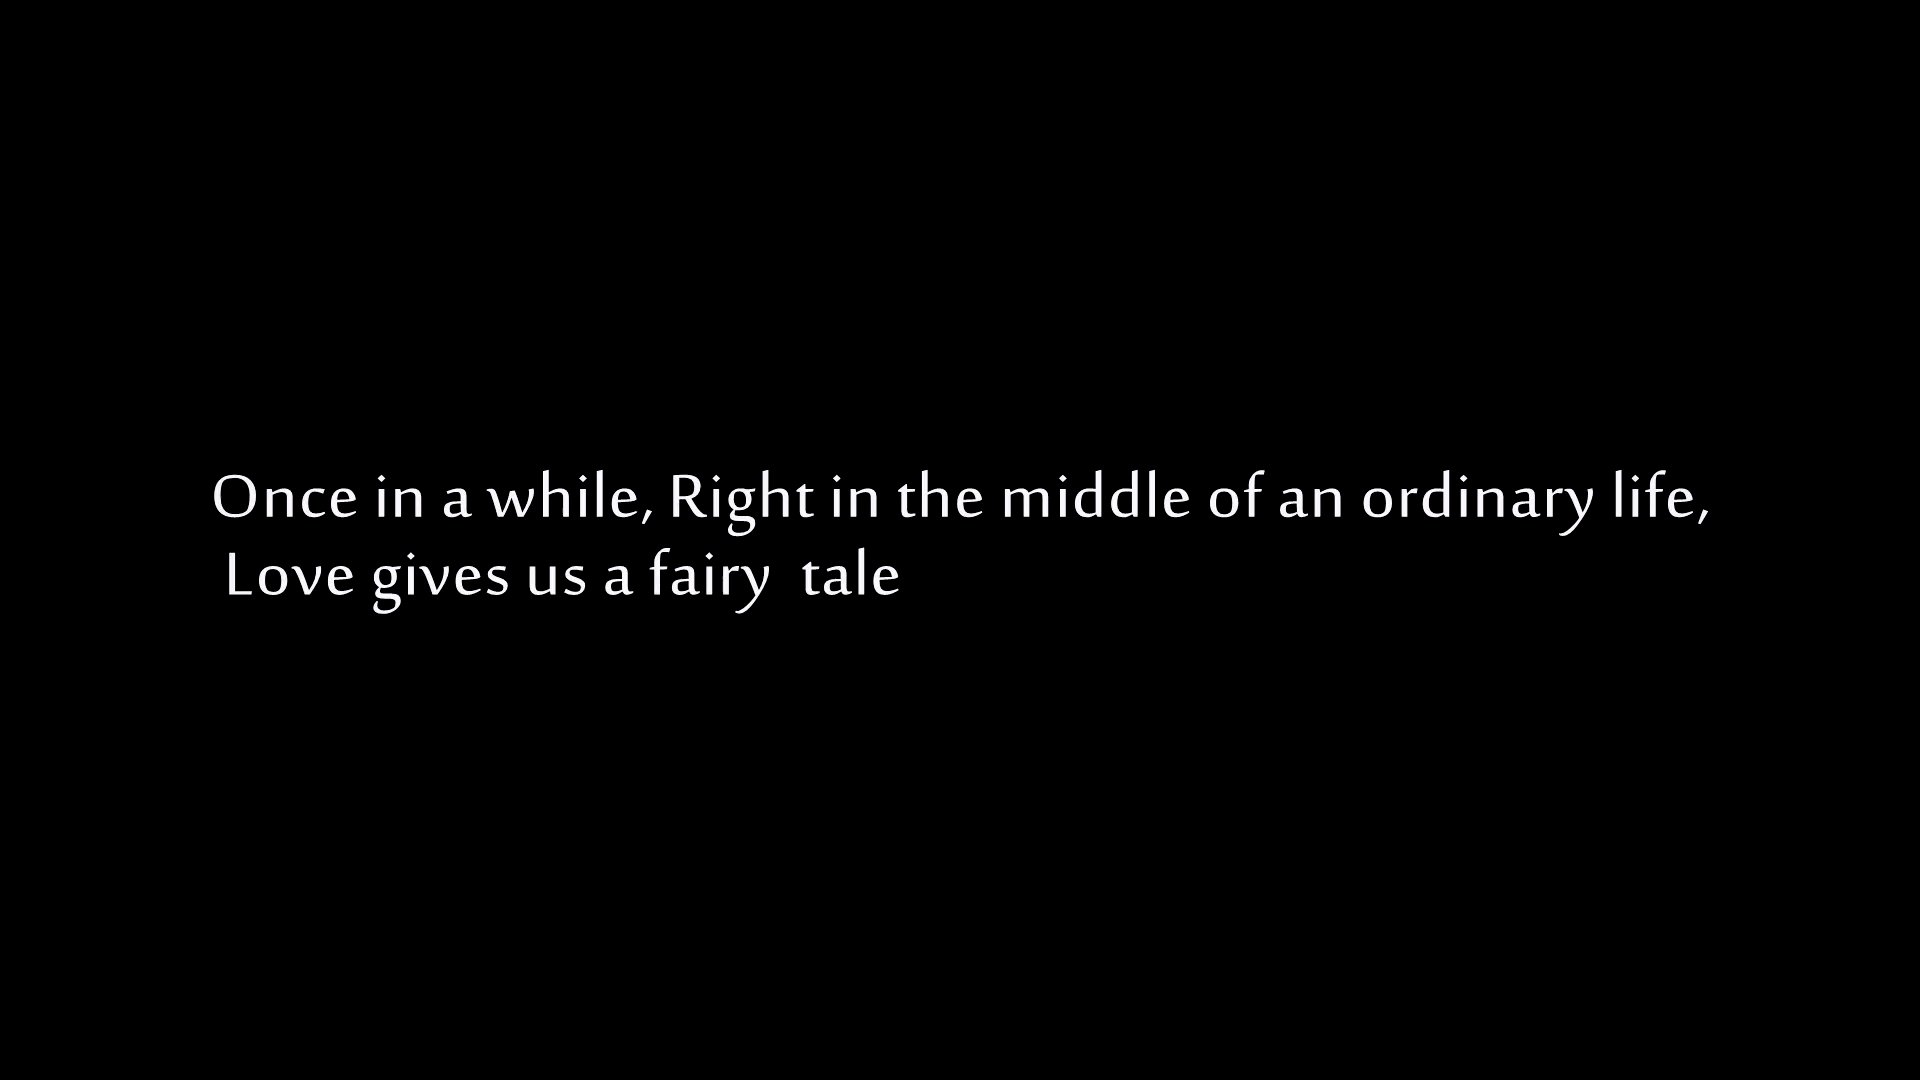 Once in a while, Right in the middle of an ordinary life,
Love gives us a fairy  tale